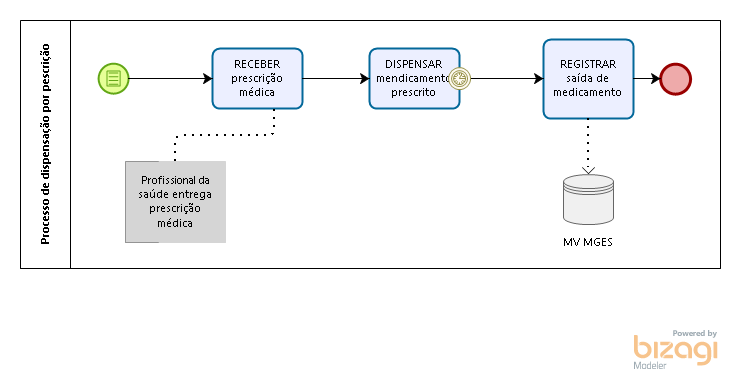 Processo de dispensação por pescrição
RECEBER
prescrição
médica
DISPENSAR
mendicamento
prescrito
REGISTRAR
saída de
medicamento
Profissional da
saúde entrega
prescrição
médica
MV MGES
Powered by
bizagi
Modeler